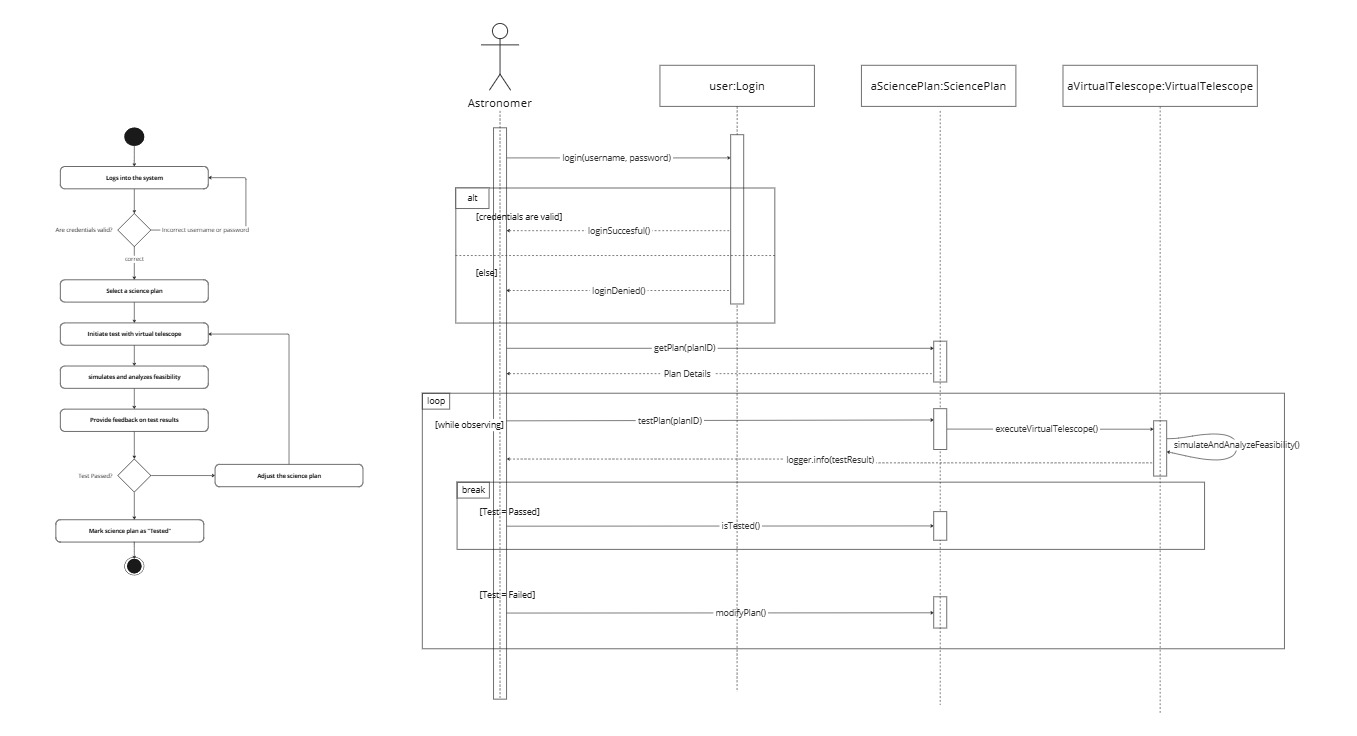 Logs into the system
Are credentials valid?
Incorrect username or password
correct
Select a science plan
Initiate test with virtual telescope
simulates and analyzes feasibility
Provide feedback on test results
Test Passed?
Adjust the science plan
Mark science plan as "Tested"
Astronomer
user:Login
aSciencePlan:SciencePlan
aVirtualTelescope:VirtualTelescope
login(username, password)
alt
[credentials are valid]
loginSuccesful()
[else]
loginDenied()
getPlan(planID)
Plan Details
loop
[while observing]
testPlan(planID)
executeVirtualTelescope()
simulateAndAnalyzeFeasibility()
logger.info(testResult)
break
[Test = Passed]
isTested()
[Test = Failed]
modifyPlan()